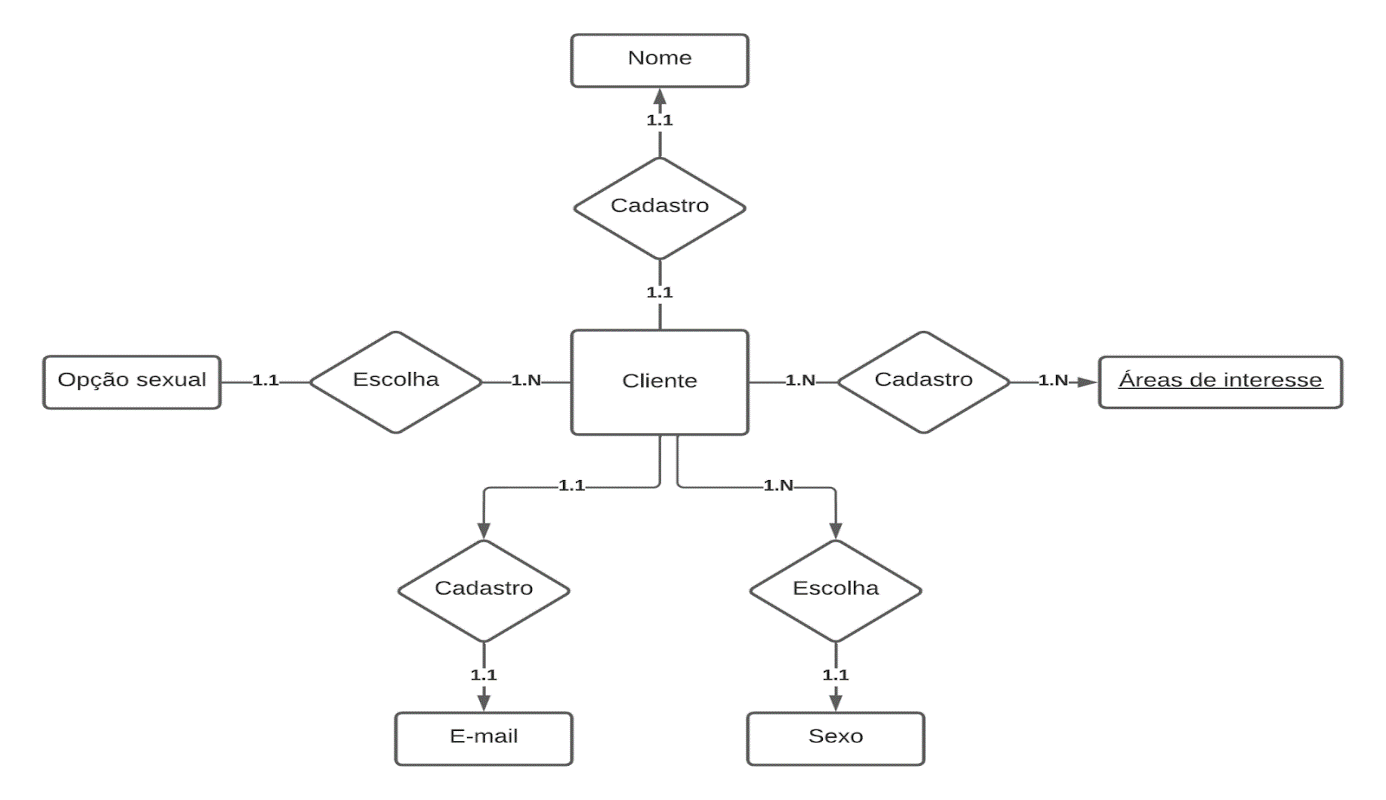 Nome
1.1
Cadastro
1.1
Opção sexual
1.1
Escolha
1.N
Cliente
1.N
Cadastro
1.N
Áreas de interesse
1.1
1.N
Cadastro
Escolha
1.1
1.1
E-mail
Sexo